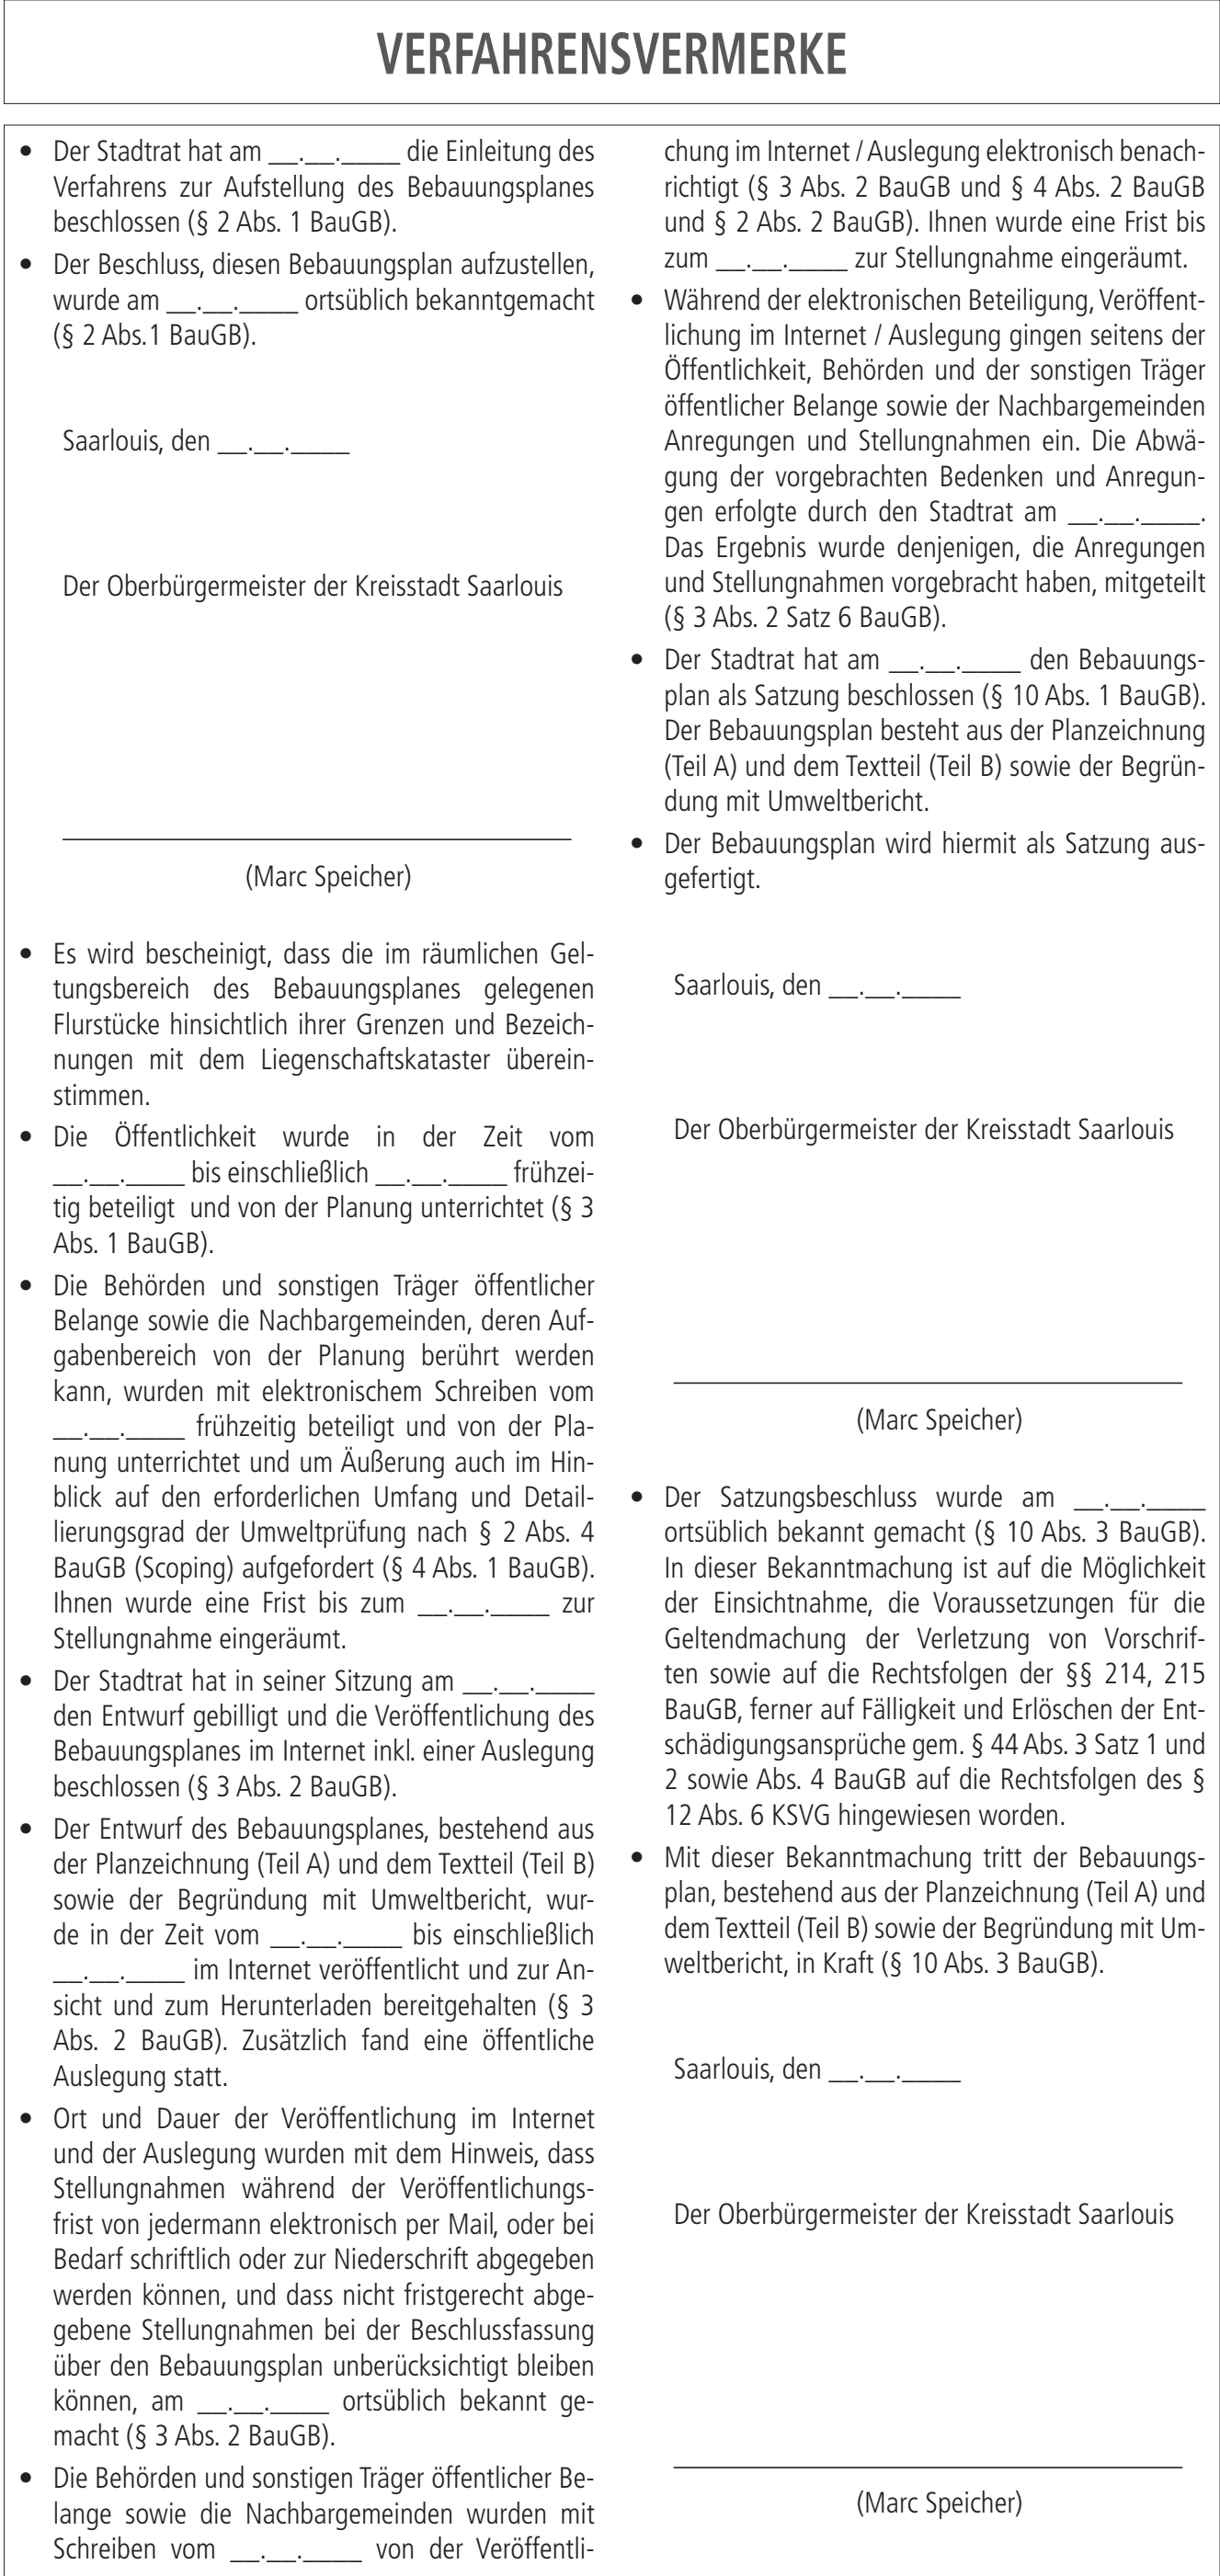 VERFAHRENSVERMERKE
• Der Stadtrat hat am __.__.____ die Einleitung des
Verfahrens zur Aufstellung des Bebauungsplanes
beschlossen (§ 2 Abs. 1 BauGB).
• Der Beschluss, diesen Bebauungsplan aufzustellen,
wurde am __.__.____ ortsüblich bekanntgemacht
(§ 2 Abs.1 BauGB).
Saarlouis, den __.__.____
Der Oberbürgermeister der Kreisstadt Saarlouis
(Marc Speicher)
• Es wird bescheinigt, dass die im räumlichen Gel-
tungsbereich des Bebauungsplanes gelegenen
Flurstücke hinsichtlich ihrer Grenzen und Bezeich-
nungen mit dem Liegenschaftskataster überein-
stimmen.
• Die Öffentlichkeit wurde in der Zeit vom
__.__.____ bis einschließlich __.__.____ frühzei-
tig beteiligt und von der Planung unterrichtet (§ 3
Abs. 1 BauGB).
• Die Behörden und sonstigen Träger öffentlicher
Belange sowie die Nachbargemeinden, deren Auf-
gabenbereich von der Planung berührt werden
kann, wurden mit elektronischem Schreiben vom
__.__.____ frühzeitig beteiligt und von der Pla-
nung unterrichtet und um Äußerung auch im Hin-
blick auf den erforderlichen Umfang und Detail-
lierungsgrad der Umweltprüfung nach § 2 Abs. 4
BauGB (Scoping) aufgefordert (§ 4 Abs. 1 BauGB).
Ihnen wurde eine Frist bis zum __.__.____ zur
Stellungnahme eingeräumt.
• Der Stadtrat hat in seiner Sitzung am __.__.____
den Entwurf gebilligt und die Veröffentlichung des
Bebauungsplanes im Internet inkl. einer Auslegung
beschlossen (§ 3 Abs. 2 BauGB).
• Der Entwurf des Bebauungsplanes, bestehend aus
der Planzeichnung (Teil A) und dem Textteil (Teil B)
sowie der Begründung mit Umweltbericht, wur-
de in der Zeit vom __.__.____ bis einschließlich
__.__.____ im Internet veröffentlicht und zur An-
sicht und zum Herunterladen bereitgehalten (§ 3
Abs. 2 BauGB). Zusätzlich fand eine öffentliche
Auslegung statt.
• Ort und Dauer der Veröffentlichung im Internet
und der Auslegung wurden mit dem Hinweis, dass
Stellungnahmen während der Veröffentlichungs-
frist von jedermann elektronisch per Mail, oder bei
Bedarf schriftlich oder zur Niederschrift abgegeben
werden können, und dass nicht fristgerecht abge-
gebene Stellungnahmen bei der Beschlussfassung
über den Bebauungsplan unberücksichtigt bleiben
können, am __.__.____ ortsüblich bekannt ge-
macht (§ 3 Abs. 2 BauGB).
• Die Behörden und sonstigen Träger öffentlicher Be-
lange sowie die Nachbargemeinden wurden mit
Schreiben vom __.__.____ von der Veröffentli-
chung im Internet / Auslegung elektronisch benach-
richtigt (§ 3 Abs. 2 BauGB und § 4 Abs. 2 BauGB
und § 2 Abs. 2 BauGB). Ihnen wurde eine Frist bis
zum __.__.____ zur Stellungnahme eingeräumt.
• Während der elektronischen Beteiligung, Veröffent-
lichung im Internet / Auslegung gingen seitens der
Öffentlichkeit, Behörden und der sonstigen Träger
öffentlicher Belange sowie der Nachbargemeinden
Anregungen und Stellungnahmen ein. Die Abwä-
gung der vorgebrachten Bedenken und Anregun-
gen erfolgte durch den Stadtrat am __.__.____.
Das Ergebnis wurde denjenigen, die Anregungen
und Stellungnahmen vorgebracht haben, mitgeteilt
(§ 3 Abs. 2 Satz 6 BauGB).
• Der Stadtrat hat am __.__.____ den Bebauungs-
plan als Satzung beschlossen (§ 10 Abs. 1 BauGB).
Der Bebauungsplan besteht aus der Planzeichnung
(Teil A) und dem Textteil (Teil B) sowie der Begrün-
dung mit Umweltbericht.
• Der Bebauungsplan wird hiermit als Satzung aus-
gefertigt.
Saarlouis, den __.__.____
Der Oberbürgermeister der Kreisstadt Saarlouis
(Marc Speicher)
• Der Satzungsbeschluss wurde am __.__.____
ortsüblich bekannt gemacht (§ 10 Abs. 3 BauGB).
In dieser Bekanntmachung ist auf die Möglichkeit
der Einsichtnahme, die Voraussetzungen für die
Geltendmachung der Verletzung von Vorschrif-
ten sowie auf die Rechtsfolgen der §§ 214, 215
BauGB, ferner auf Fälligkeit und Erlöschen der Ent-
schädigungsansprüche gem. § 44 Abs. 3 Satz 1 und
2 sowie Abs. 4 BauGB auf die Rechtsfolgen des §
12 Abs. 6 KSVG hingewiesen worden.
• Mit dieser Bekanntmachung tritt der Bebauungs-
plan, bestehend aus der Planzeichnung (Teil A) und
dem Textteil (Teil B) sowie der Begründung mit Um-
weltbericht, in Kraft (§ 10 Abs. 3 BauGB).
Saarlouis, den __.__.____
Der Oberbürgermeister der Kreisstadt Saarlouis
(Marc Speicher)